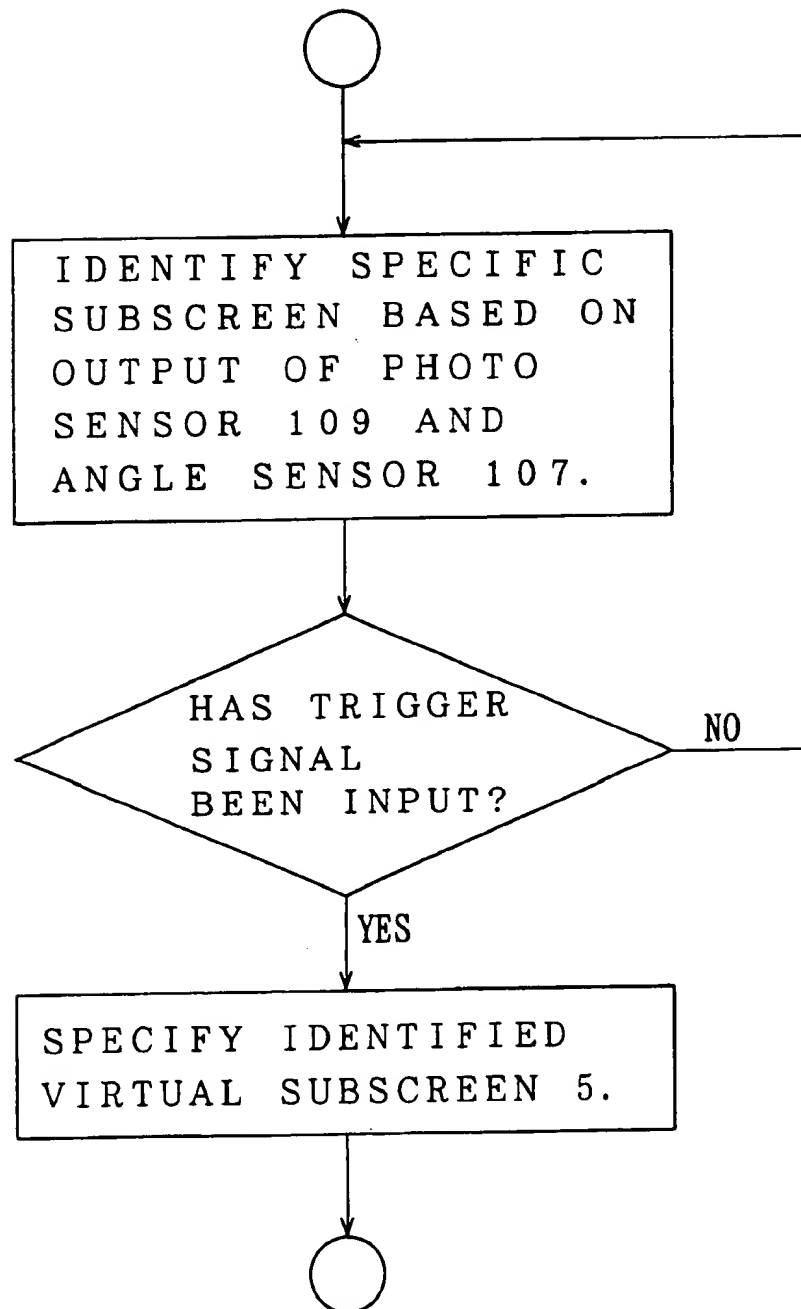 IDENTIFY SPECIFIC
SUBSCREEN BASED ON
OUTPUT OF PHOTO
SENSOR 109 AND
ANGLE SENSOR 107.
HAS TRIGGER
SIGNAL
BEEN INPUT?
NO
YES
SPECIFY IDENTIFIED
VIRTUAL SUBSCREEN 5.